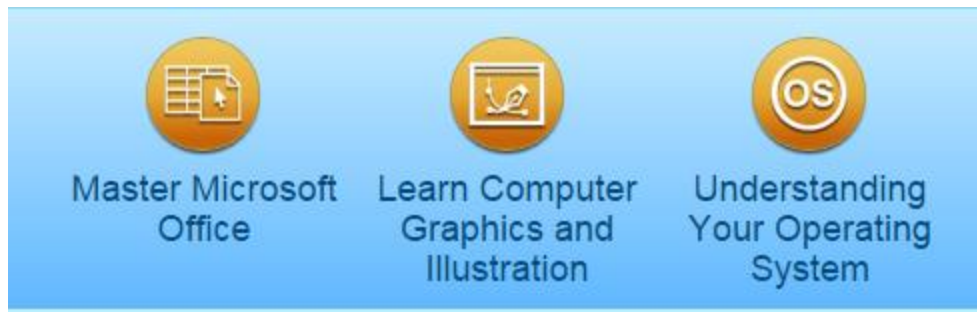 OS
Master Microsoft
Office
Learn Computer
Graphics and
Illustration
Understanding
Your Operating
System